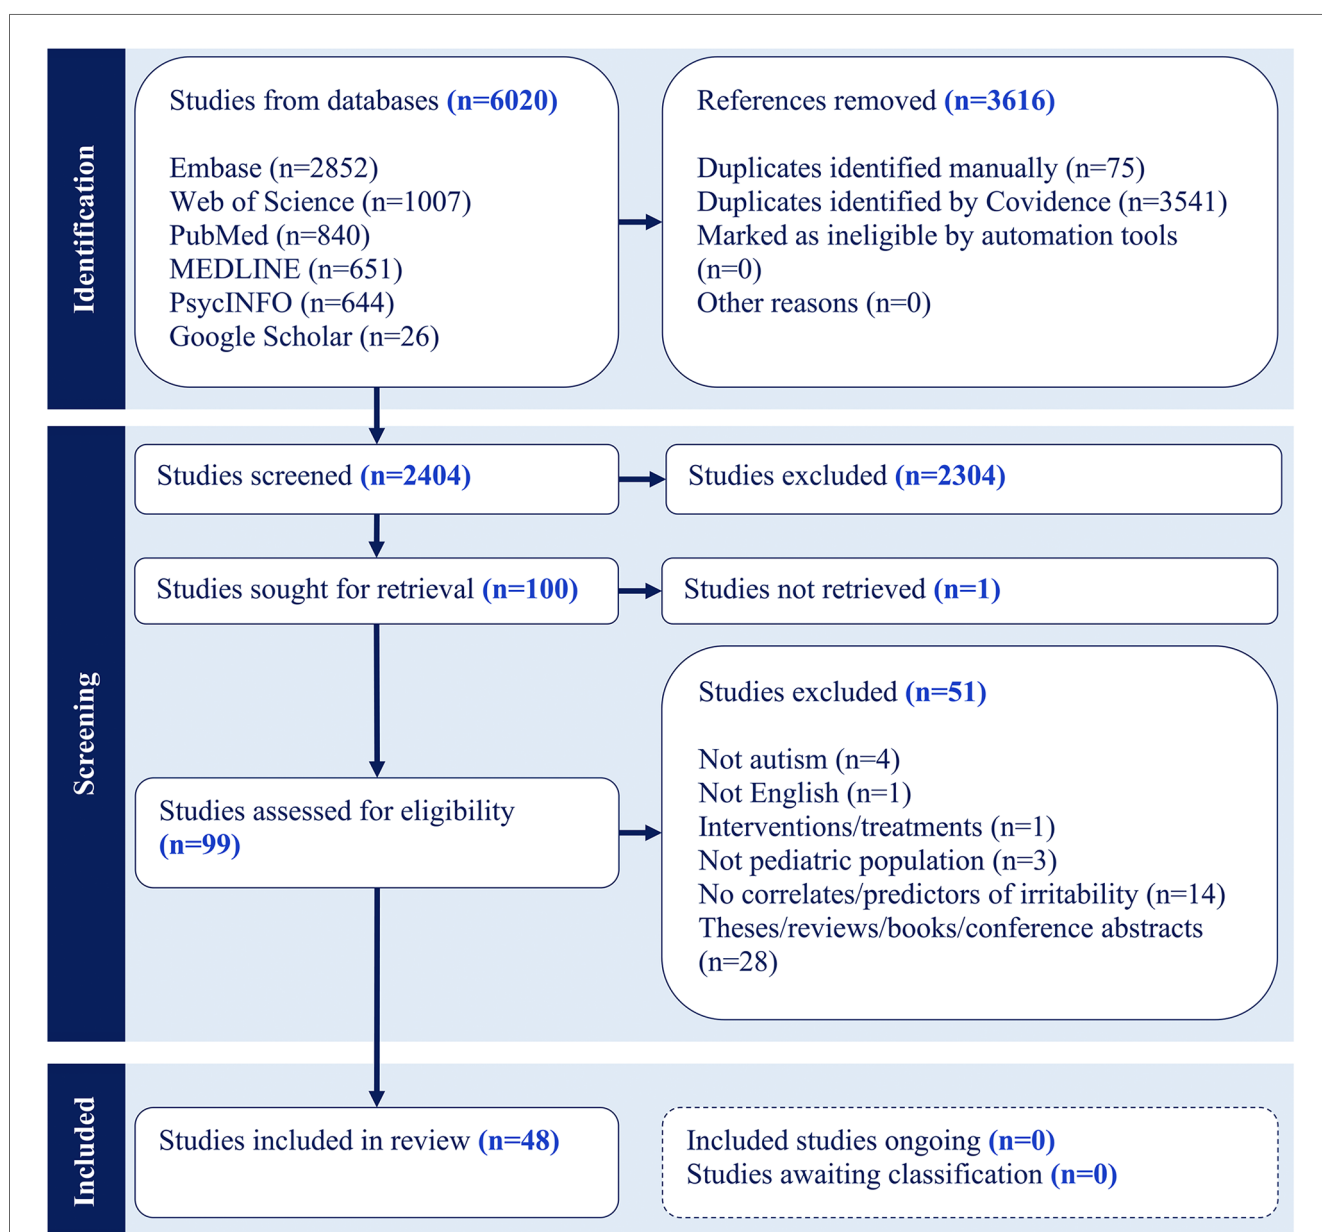 Identification
Studies from databases (n=6020)
Embase (n=2852)
Web of Science (n=1007)
PubMed (n=840)
MEDLINE (n=651)
PsycINFO (n=644)
Google Scholar (n=26)
References removed (n=3616)
Duplicates identified manually (n=75)
Duplicates identified by Covidence (n=3541)
Marked as ineligible by automation tools
(n=0)
Other reasons (n=0)
Screening
Studies screened (n=2404)
Studies excluded (n=2304)
Studies sought for retrieval (n=100)
Studies not retrieved (n=1)
Studies assessed for eligibility
(n=99)
Studies excluded (n=51)
Not autism (n=4)
Not English (n=1)
Interventions/treatments (n=1)
Not pediatric population (n=3)
No correlates/predictors of irritability (n=14)
Theses/reviews/books/conference abstracts
(n=28)
Included
Studies included in review (n=48)
Included studies ongoing (n=0)
Studies awaiting classification (n=0)